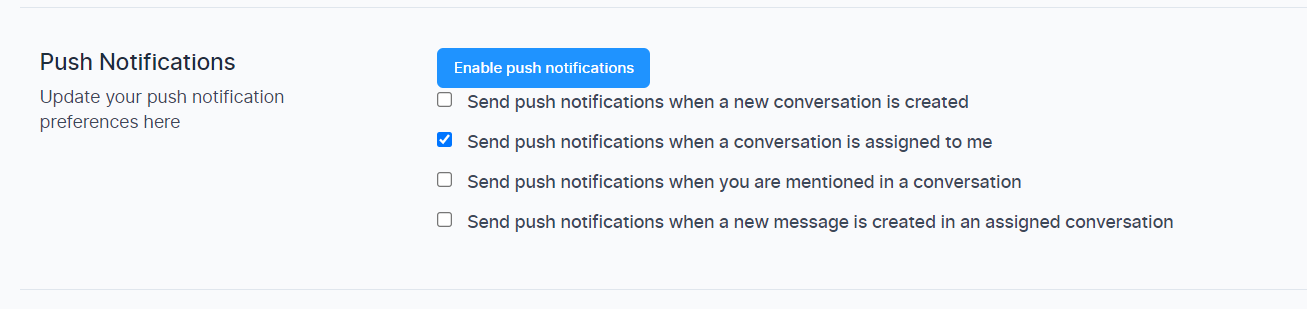 Push Notifications
Update your push notification
preferences here
Enable push notifications
Send push notifications when a new conversation is created
Send push notifications when a conversation is assigned to me
Send push notifications when you are mentioned in a conversation
Send push notifications when a new message is created in an assigned conversation